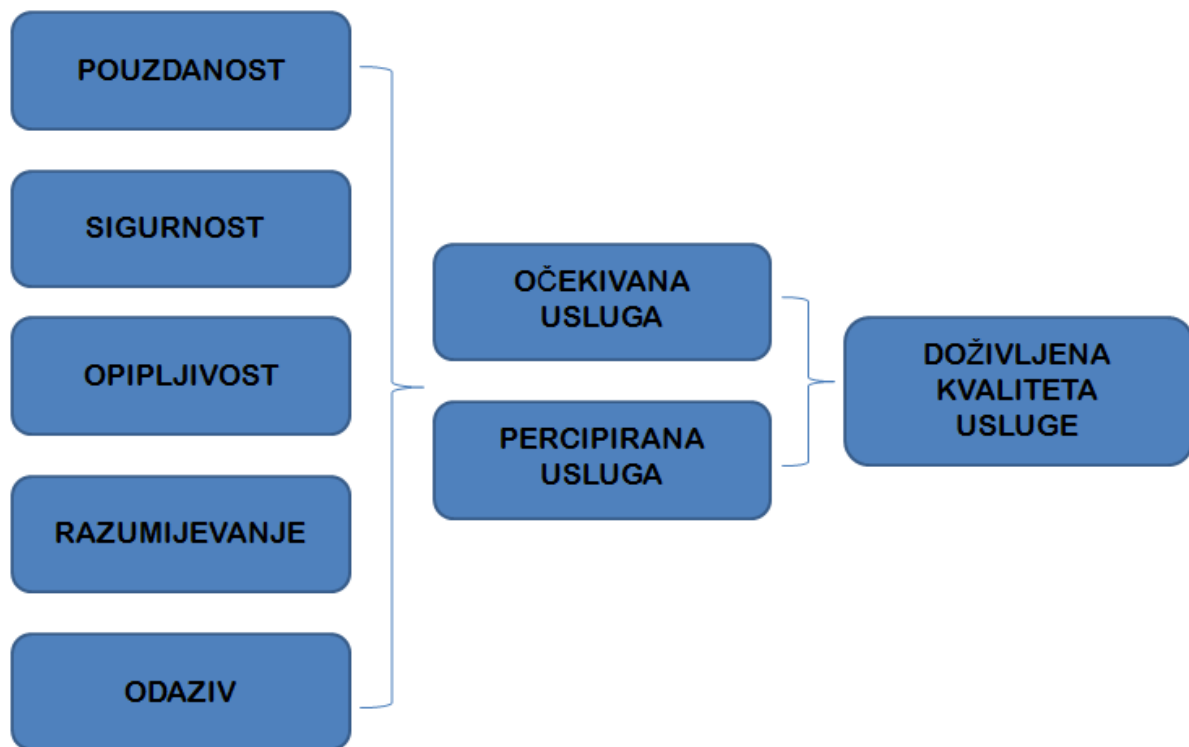 POUZDANOST
SIGURNOST
OPIPLJIVOST
RAZUMIJEVANJE
ODAZIV
OČEKIVANA
USLUGA
PERCIPIRANA
USLUGA
DOŽIVLJENA
KVALITETA
USLUGE